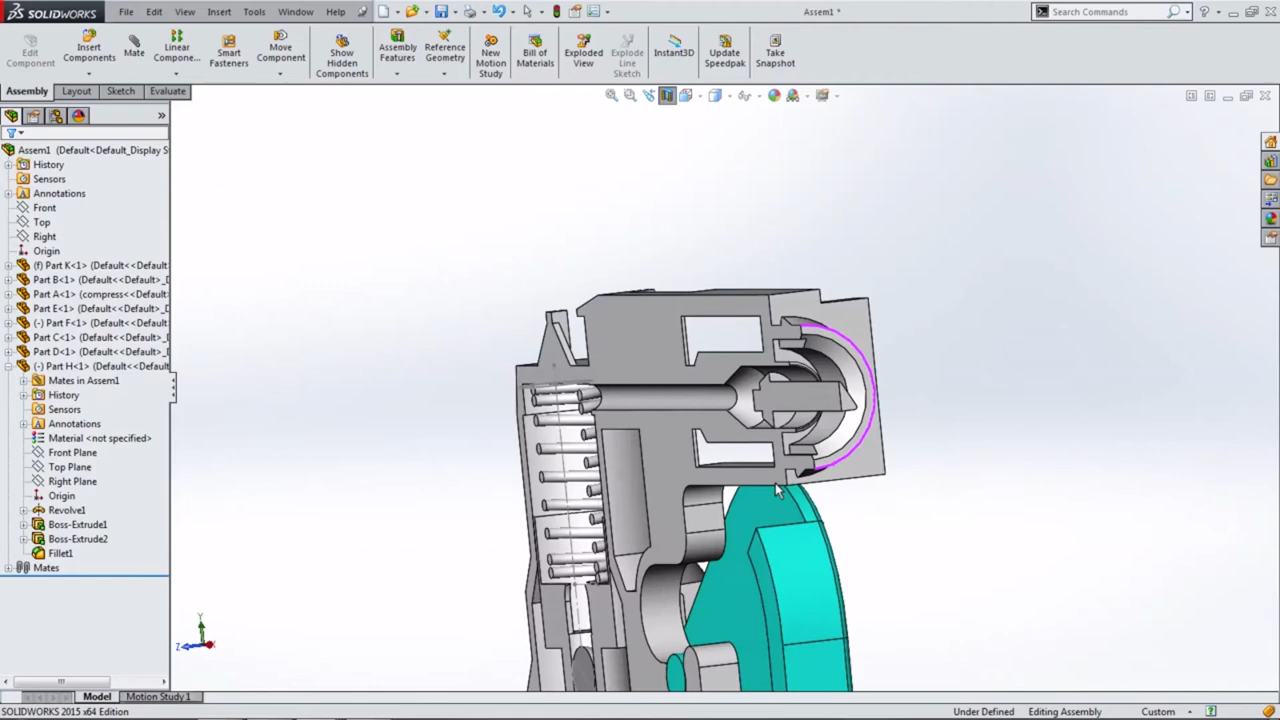 SOLIDWORKS File Edit View Insert Tools Window Help Assem1 * Search Commands
Edit Component
Insert Components
Mate
Linear Compone...
Smart Fasteners
Move Component
Show Hidden Components
Assembly Features
Reference Geometry
New Motion Study
Bill of Materials
Exploded View
Explode Line Sketch
Instant3D
Update Speedpak
Take Snapshot
Assembly Layout Sketch Evaluate
Assem1 (Default<Default_Display S
History
Sensors
Annotations
Front
Top
Right
Origin
(f) Part K<1> (Default<<Default
Part B<1> (Default<<Default>_D
Part A<1> (compress<<Default
Part E<1> (Default<<Default>_D
(-) Part F<1> (Default<<Default
Part C<1> (Default<<Default>_D
Part D<1> (Default<<Default>_D
(-) Part H<1> (Default<<Default
Mates in Assem1
History
Sensors
Annotations
Material <not specified>
Front Plane
Top Plane
Right Plane
Origin
Revolve1
Boss-Extrude1
Boss-Extrude2
Fillet1
Mates
Y
Z
Model Motion Study 1
SOLIDWORKS 2015 x64 Edition Under Defined Editing Assembly Custom